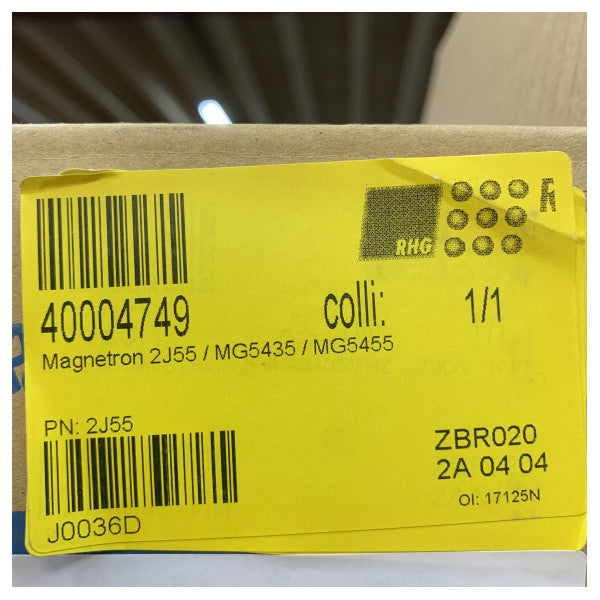 RHG
40004749 colli: 1/1
Magnetron 2J55 / MG5435 / MG5455
PN: 2J55
ZBR020
2A 04 04
OI: 17125N
J0036D